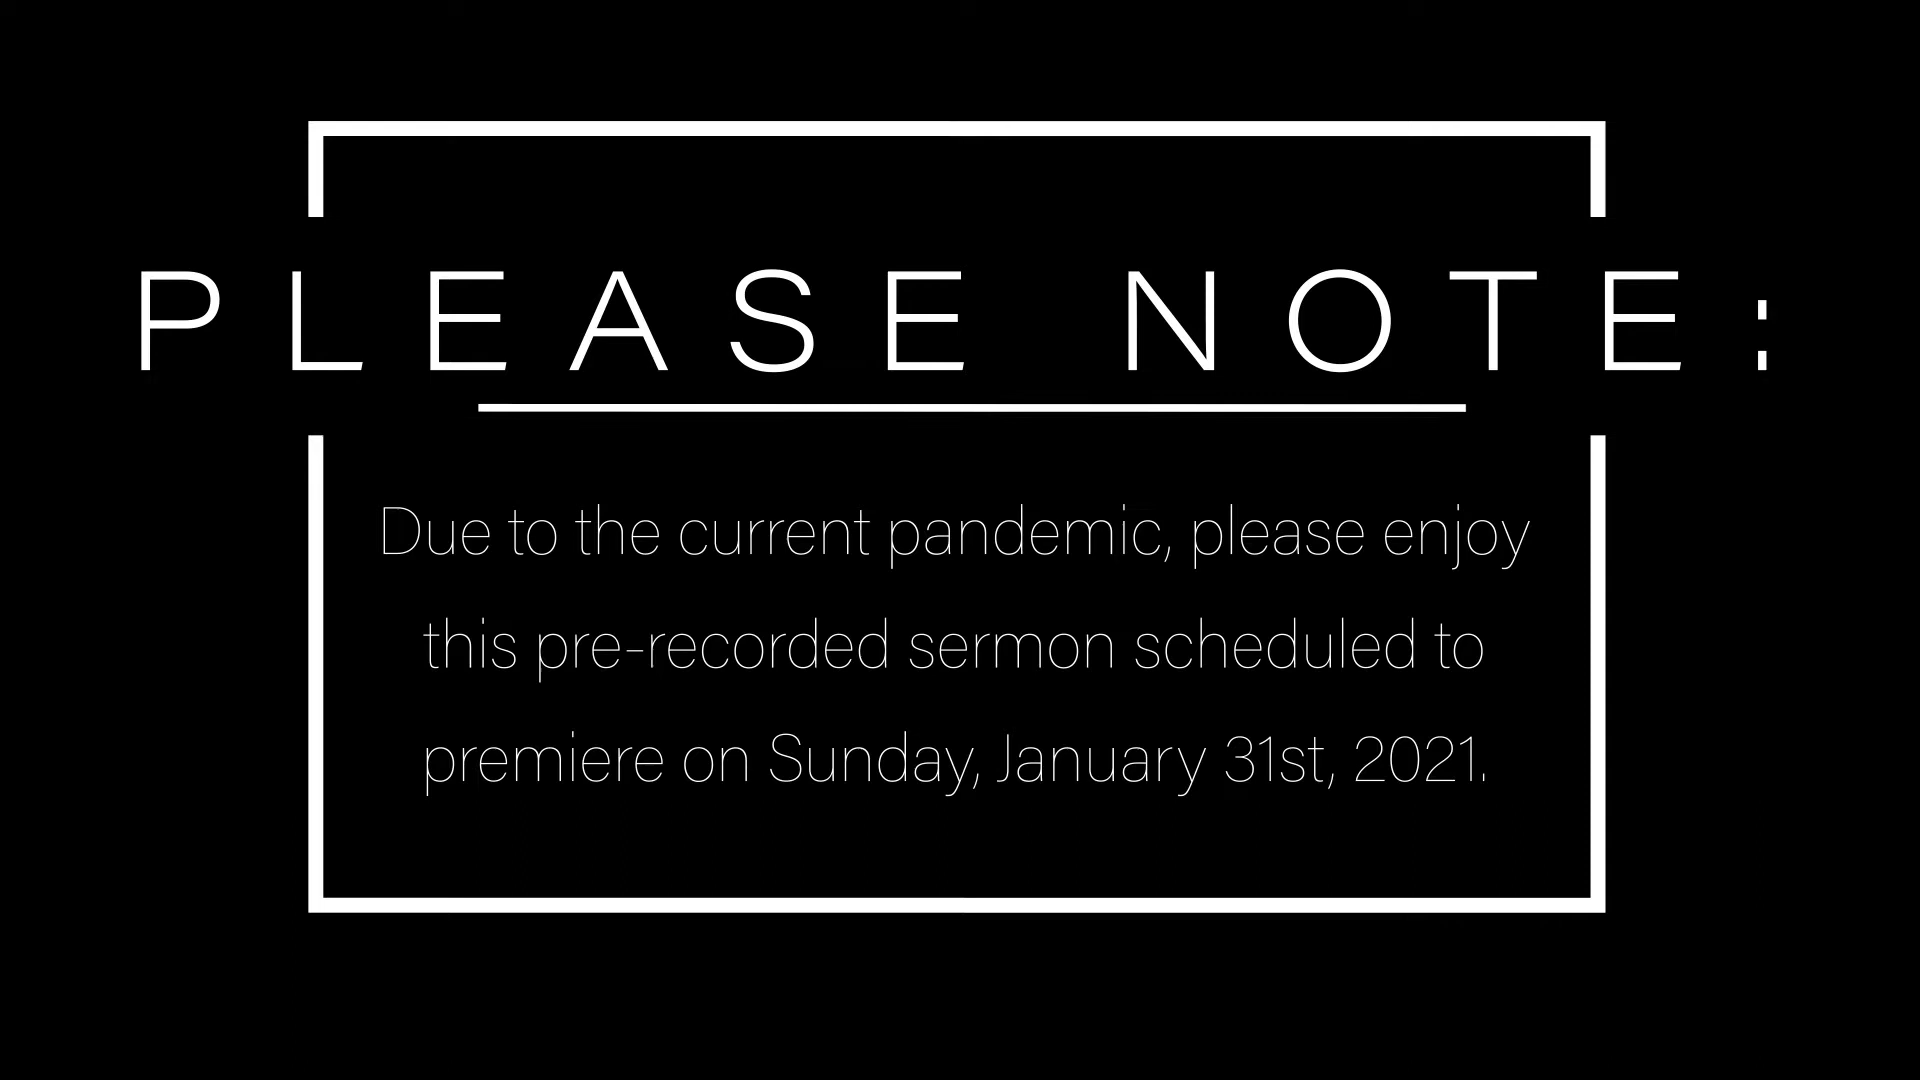 PLEASE NOTE:
Due to the current pandemic, please enjoy
this pre-recorded sermon scheduled to
premiere on Sunday, January 31st, 2021.